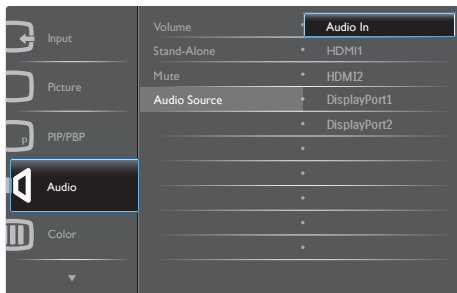 Input
Picture
P
PIP/PBP
Audio
Color
Volume
Stand-Alone
Mute
Audio Source
Audio In
HDMI1
HDMI2
DisplayPort1
DisplayPort2